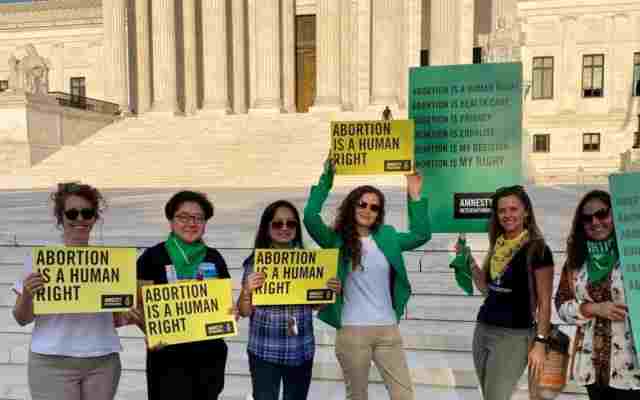 ABORTION
IS A HUMAN
RIGHT
ABORTION IS A HUMAN RIGHT
ABORTION IS HEALTH CARE
ABORTION IS PRIVACY
ABORTION IS EQUALITY
ABORTION IS MY DECISION
ABORTION IS MY RIGHT
AMNESTY
INTERNATIONAL
ABORTION
IS A HUMAN
RIGHT
AMNESTY
ABORTION
IS A HUMAN
RIGHT
AMNESTY
ABORTION
IS A HUMAN
RIGHT
AMNESTY